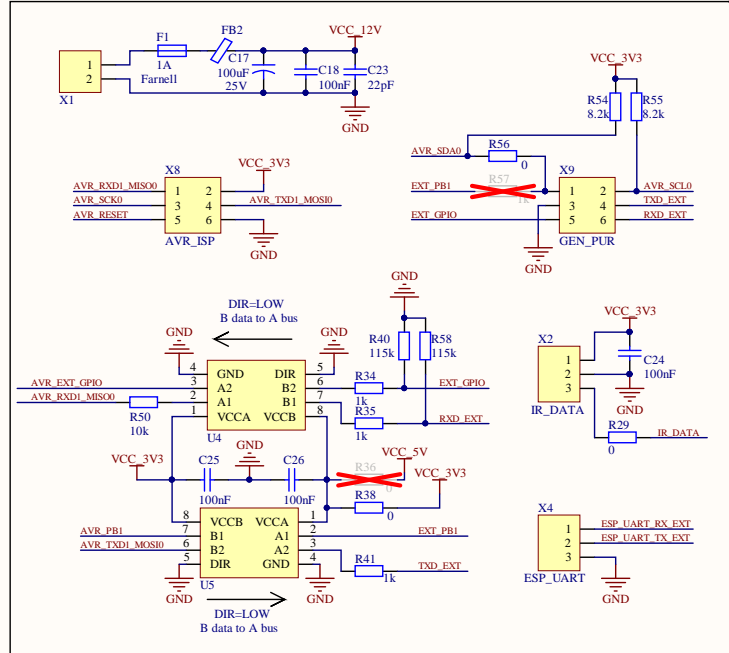 F1
1A
Farnell
FB2
VCC_12V
C17
100uF
25V
C18
100nF
C23
22pF
1
2
X1
GND
VCC_3V3
R54
8.2k
R55
8.2k
AVR_SDA0
R56
0
EXT_PB1
R57
1k
X9
1 2
3 4
5 6
AVR_SCL0
TXD_EXT
RXD_EXT
EXT_GPIO
GND
GEN_PUR
X8
VCC_3V3
AVR_RXD1_MISO0
AVR_SCK0
AVR_RESET
1 2
3 4
5 6
AVR_TXD1_MOSI0
AVR_ISP
GND
DIR=LOW
B data to A bus
GND
GND
GND
R40
115k
R58
115k
4 GND DIR 5
3 A2 B2 6
2 A1 B1 7
1 VCCA VCCB 8
AVR_EXT_GPIO
AVR_RXD1_MISO0
R50
10k
U4
R34
1k
R35
1k
EXT_GPIO
RXD_EXT
VCC_3V3
C25
100nF
GND
C26
100nF
R36
0
VCC_5V
R38
0
VCC_3V3
8 VCCB VCCA 1
7 B1 A1 2
6 B2 A2 3
5 DIR GND 4
AVR_PB1
AVR_TXD1_MOSI0
EXT_PB1
R41
1k
TXD_EXT
GND
U5
GND
DIR=LOW
B data to A bus
X2
1
2
3
IR_DATA
VCC_3V3
C24
100nF
GND
R29
0
IR_DATA
X4
1
2
3
ESP_UART
ESP_UART_RX_EXT
ESP_UART_TX_EXT
GND